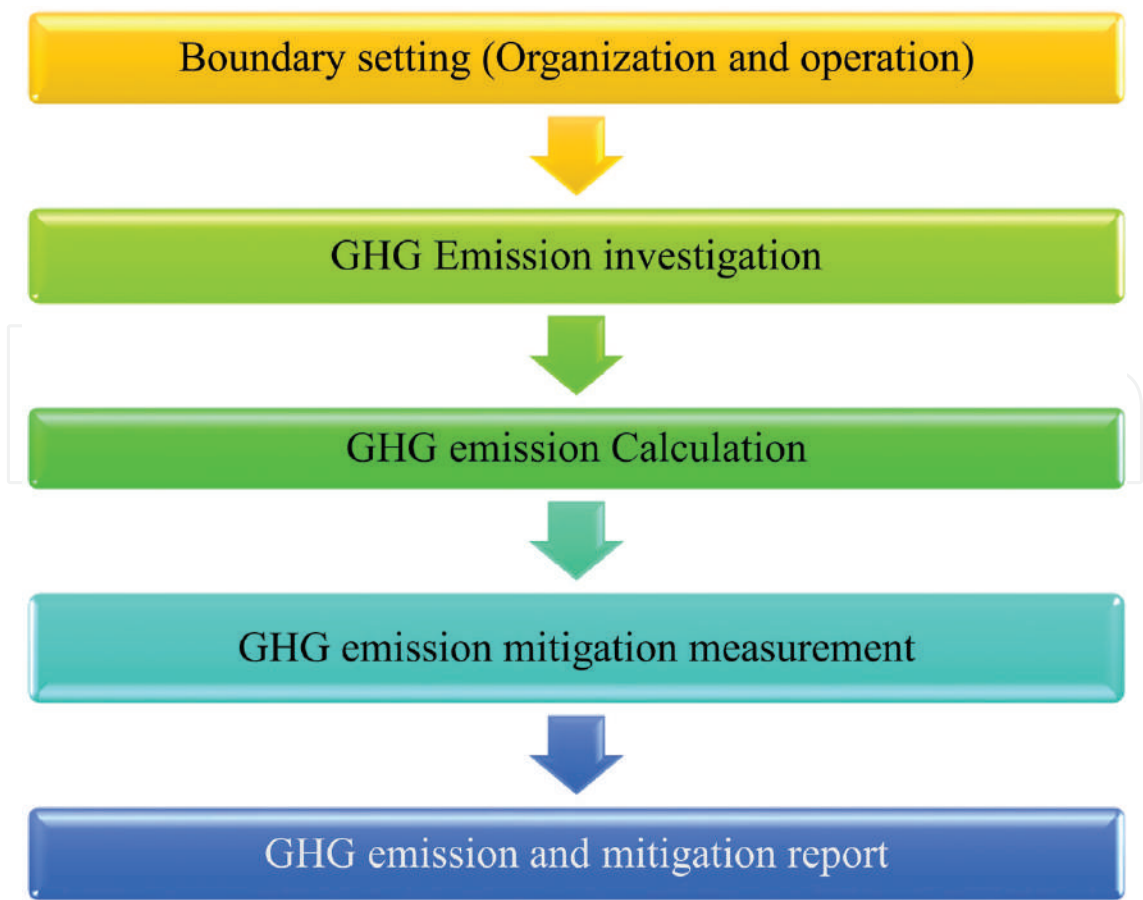 Boundary setting (Organization and operation)
GHG Emission investigation
GHG emission Calculation
GHG emission mitigation measurement
GHG emission and mitigation report